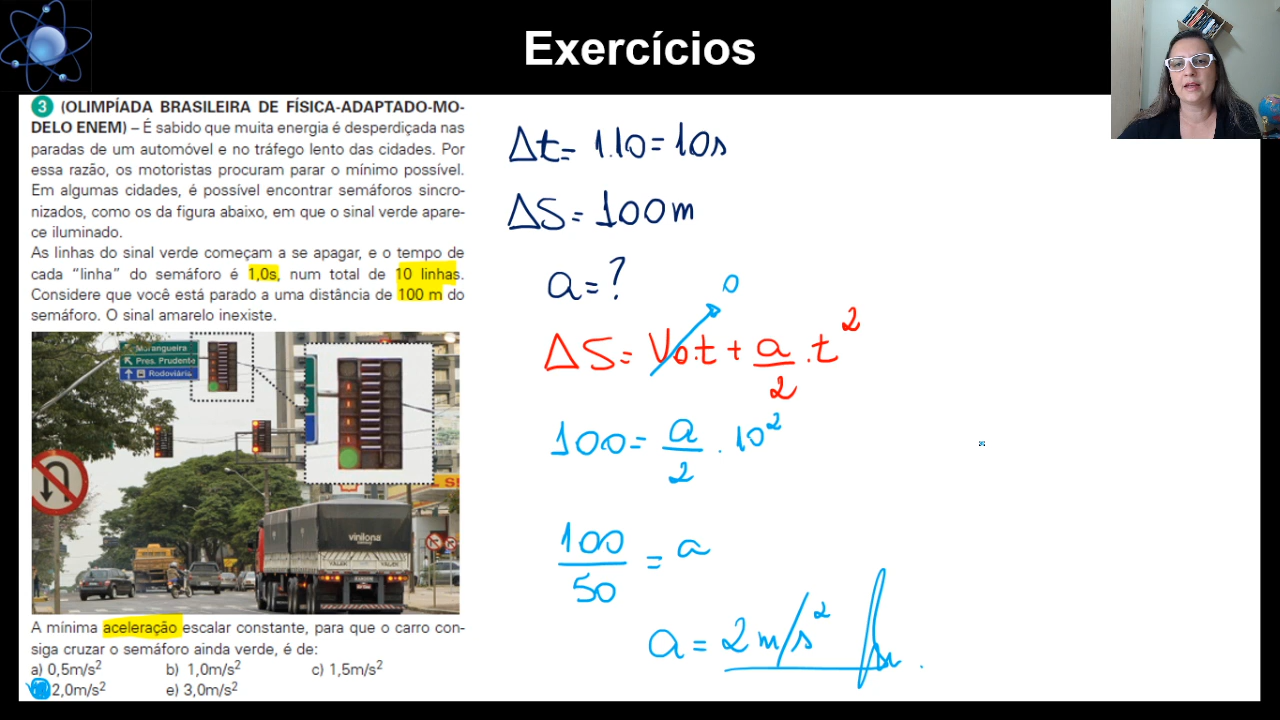 Exercícios
3 (OLIMPÍADA BRASILEIRA DE FÍSICA-ADAPTADO-MO-
DELO ENEM) – É sabido que muita energia é desperdiçada nas
paradas de um automóvel e no tráfego lento das cidades. Por
essa razão, os motoristas procuram parar o mínimo possível.
Em algumas cidades, é possível encontrar semáforos sincro-
nizados, como os da figura abaixo, em que o sinal verde apare-
ce iluminado.
As linhas do sinal verde começam a se apagar, e o tempo de
cada “linha” do semáforo é 1,0s, num total de 10 linhas.
Considere que você está parado a uma distância de 100 m do
semáforo. O sinal amarelo inexiste.
Morangueira
Pres. Prudente
Rodoviária
vinilona
A mínima aceleração escalar constante, para que o carro con-
siga cruzar o semáforo ainda verde, é de:
a) 0,5m/s² b) 1,0m/s² c) 1,5m/s²
2,0m/s² e) 3,0m/s²
Δt = 1.10 = 10s
ΔS = 100m
a = ?
0
ΔS = Vo.t + a/2 . t²
100 = a/2 . 10²
100/50 = a
a = 2m/s²